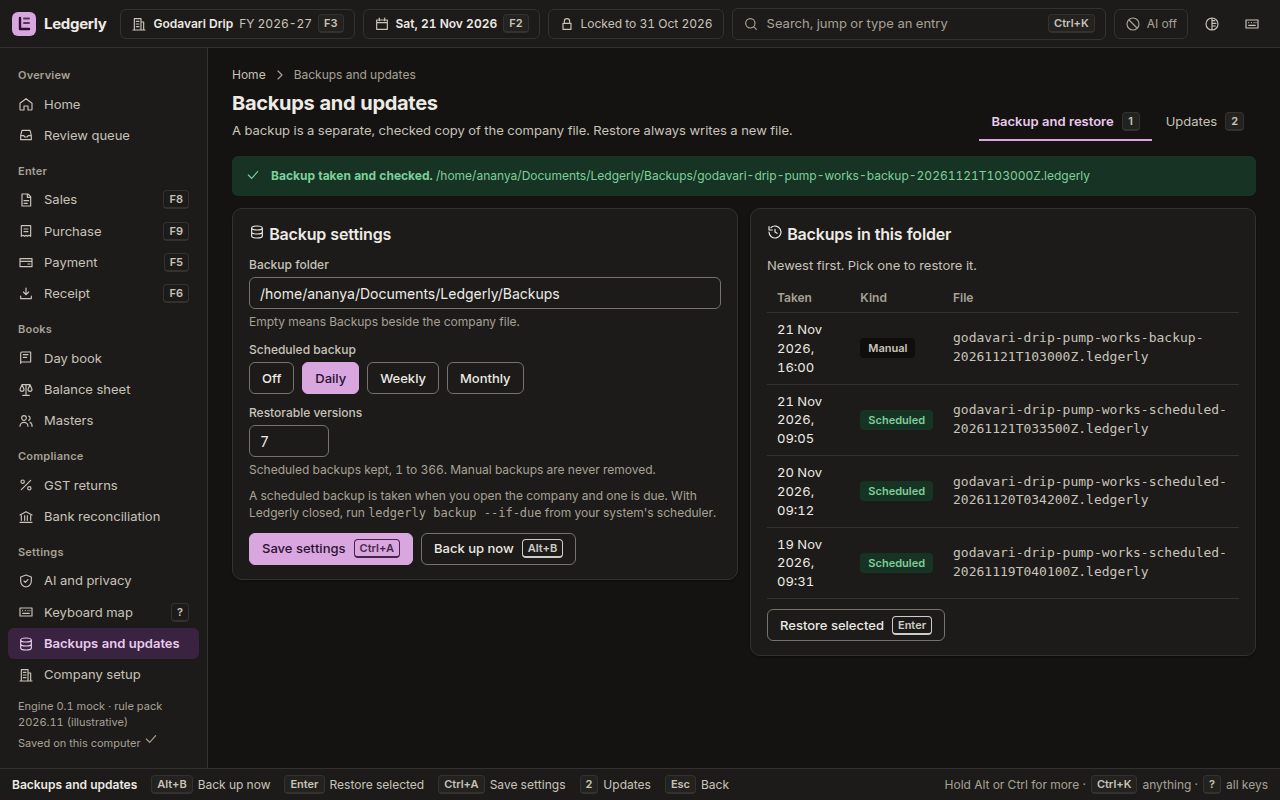 Ledgerly
Godavari Drip FY 2026-27 F3
Sat, 21 Nov 2026 F2
Locked to 31 Oct 2026
Search, jump or type an entry Ctrl+K
AI off
Overview
Home
Review queue
Enter
Sales F8
Purchase F9
Payment F5
Receipt F6
Books
Day book
Balance sheet
Masters
Compliance
GST returns
Bank reconciliation
Settings
AI and privacy
Keyboard map ?
Backups and updates
Company setup
Engine 0.1 mock · rule pack
2026.11 (illustrative)
Saved on this computer
Home > Backups and updates
Backups and updates
A backup is a separate, checked copy of the company file. Restore always writes a new file.
Backup and restore 1
Updates 2
Backup taken and checked. /home/ananya/Documents/Ledgerly/Backups/godavari-drip-pump-works-backup-20261121T103000Z.ledgerly
Backup settings
Backup folder
/home/ananya/Documents/Ledgerly/Backups
Empty means Backups beside the company file.
Scheduled backup
Off Daily Weekly Monthly
Restorable versions
7
Scheduled backups kept, 1 to 366. Manual backups are never removed.
A scheduled backup is taken when you open the company and one is due. With
Ledgerly closed, run ledgerly backup --if-due from your system's scheduler.
Save settings Ctrl+A
Back up now Alt+B
Backups in this folder
Newest first. Pick one to restore it.
Taken Kind File
21 Nov
2026,
16:00
Manual
godavari-drip-pump-works-backup-
20261121T103000Z.ledgerly
21 Nov
2026,
09:05
Scheduled
godavari-drip-pump-works-scheduled-
20261121T033500Z.ledgerly
20 Nov
2026,
09:12
Scheduled
godavari-drip-pump-works-scheduled-
20261120T034200Z.ledgerly
19 Nov
2026,
09:31
Scheduled
godavari-drip-pump-works-scheduled-
20261119T040100Z.ledgerly
Restore selected Enter
Backups and updates Alt+B Back up now Enter Restore selected Ctrl+A Save settings 2 Updates Esc Back
Hold Alt or Ctrl for more · Ctrl+K anything · ? all keys